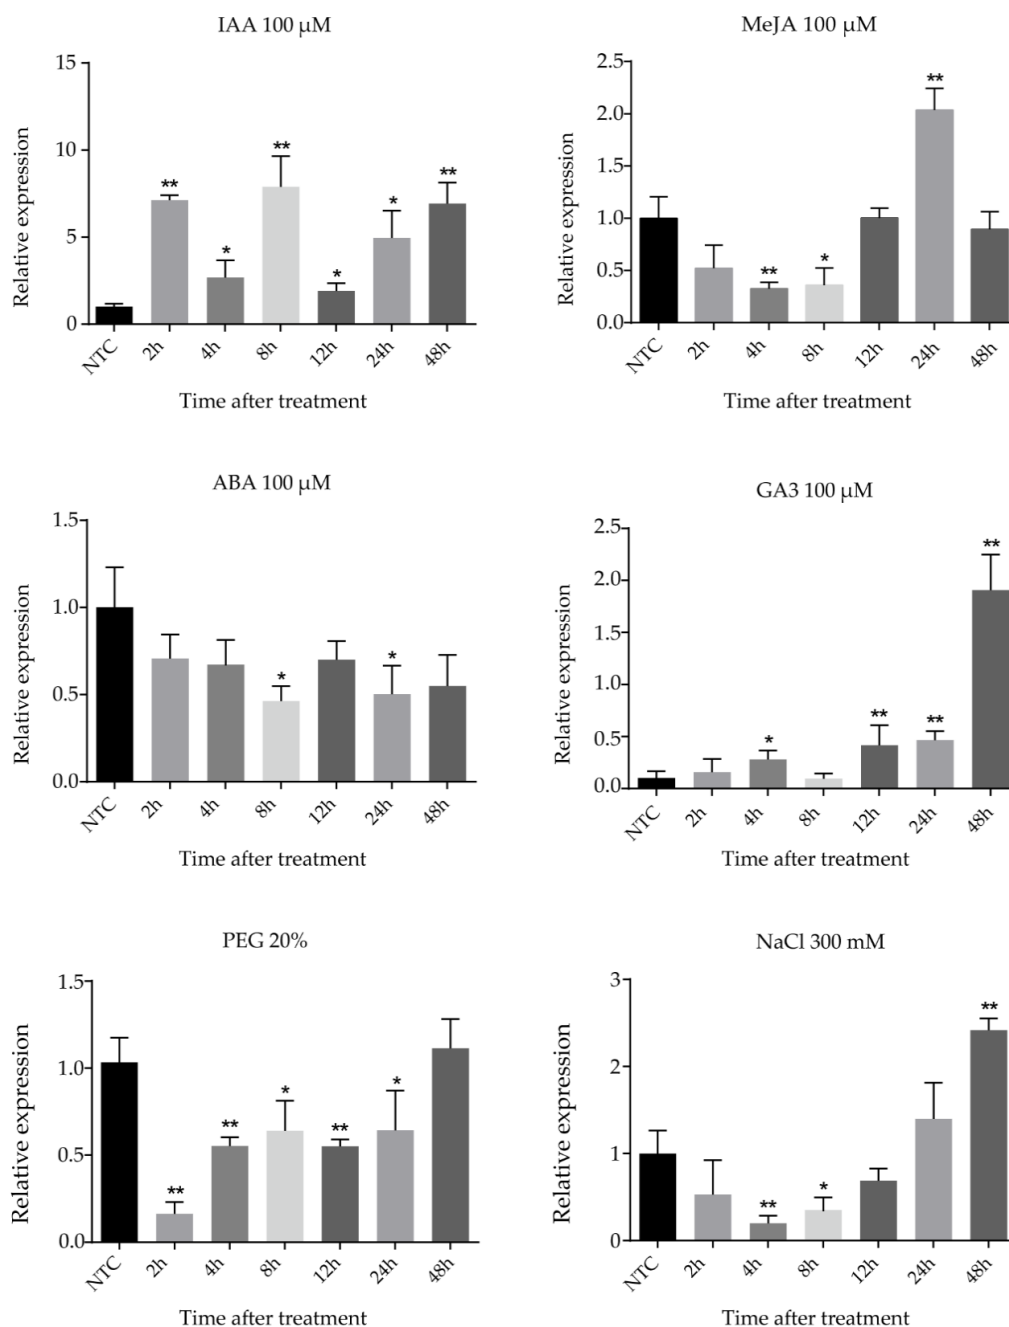 IAA 100 µM
Relative expression
15
10
5
0
**
*
**
*
*
**
NTC 2h 4h 8h 12h 24h 48h
Time after treatment
MeJA 100 µM
Relative expression
2.5
2.0
1.5
1.0
0.5
0.0
**
*
**
NTC 2h 4h 8h 12h 24h 48h
Time after treatment
ABA 100 µM
Relative expression
1.5
1.0
0.5
0.0
*
*
NTC 2h 4h 8h 12h 24h 48h
Time after treatment
GA3 100 µM
Relative expression
2.5
2.0
1.5
1.0
0.5
0.0
*
**
**
**
NTC 2h 4h 8h 12h 24h 48h
Time after treatment
PEG 20%
Relative expression
1.5
1.0
0.5
0.0
**
**
*
**
*
NTC 2h 4h 8h 12h 24h 48h
Time after treatment
NaCl 300 mM
Relative expression
3
2
1
0
**
*
**
NTC 2h 4h 8h 12h 24h 48h
Time after treatment